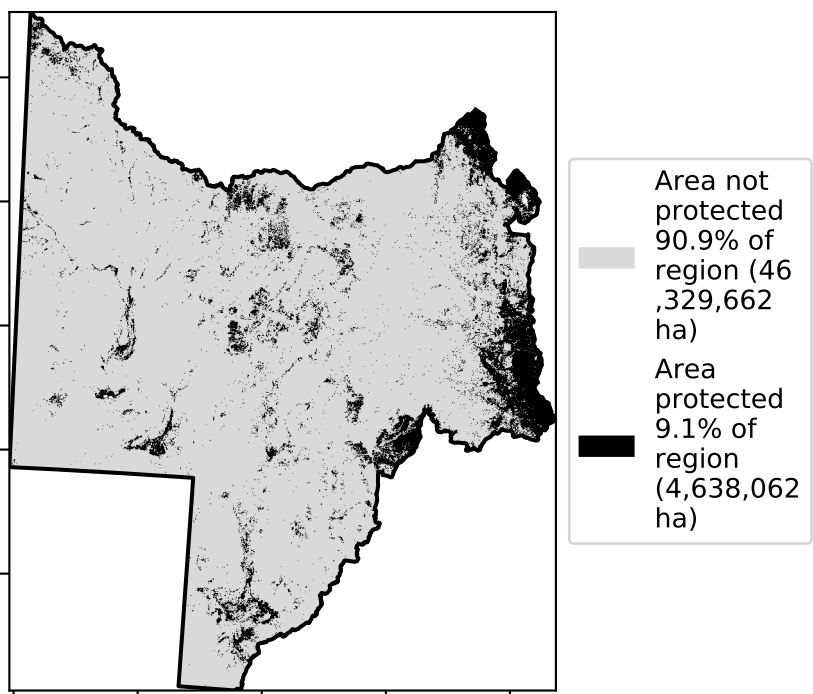 Area not
protected
90.9% of
region (46
,329,662
ha)
Area
protected
9.1% of
region
(4,638,062
ha)